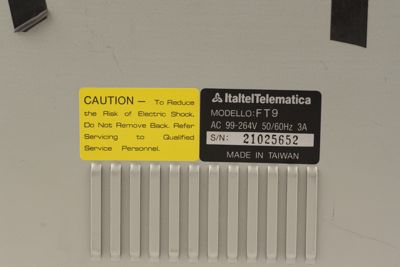 CAUTION — To Reduce
the Risk of Electric Shock.
Do Not Remove Back. Refer
Servicing to Qualified
Service Personnel.
ItaltelTelematica
MODELLO: FT9
AC 99-264V 50/60Hz 3A
S/N: 21025652
MADE IN TAIWAN